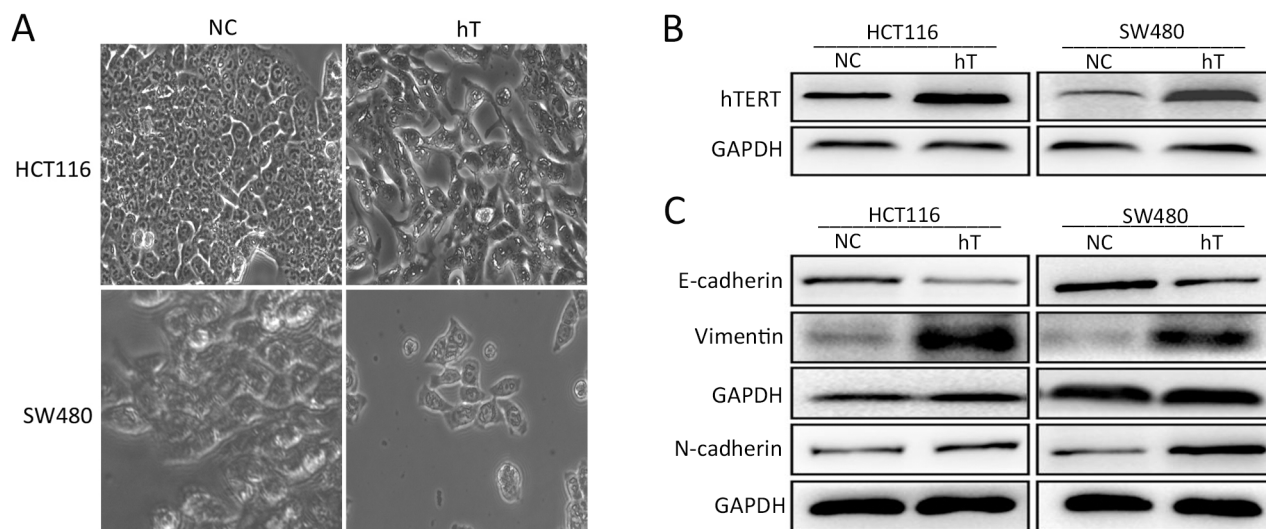 A
NC hT
HCT116
SW480
B
HCT116 SW480
NC hT NC hT
hTERT
GAPDH
C
HCT116 SW480
NC hT NC hT
E-cadherin
Vimentin
GAPDH
N-cadherin
GAPDH